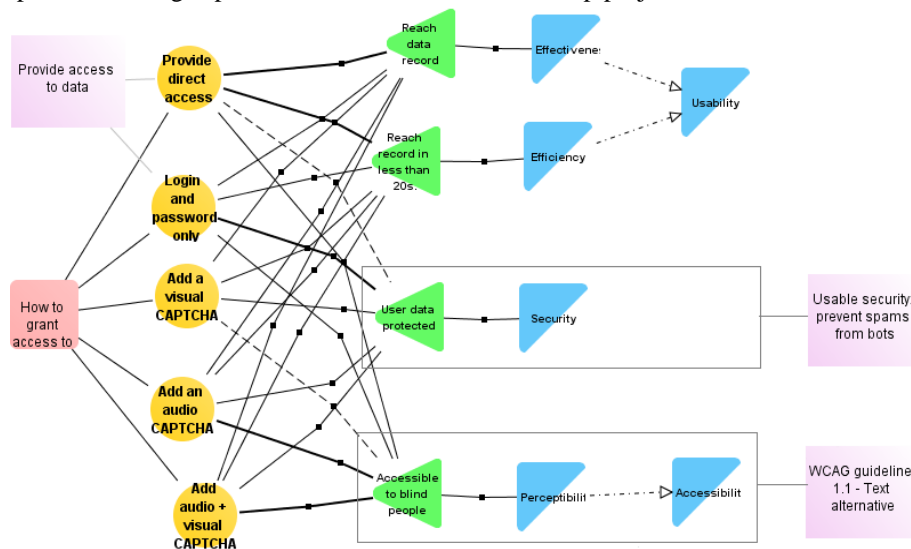 Provide access
to data
Provide
direct
access
Login
and
password
only
Add a
visual
CAPTCHA
How to
grant
access to
Add an
audio
CAPTCHA
Add
audio +
visual
CAPTCHA
Reach
data
record
Reach
record in
less than
20s.
User data
protected
Accessible
to blind
people
Effectivenes
Efficiency
Usability
Security
Perceptibilit
Accessibilit
Usable security:
prevent spams
from bots
WCAG guideline
1.1 - Text
alternative